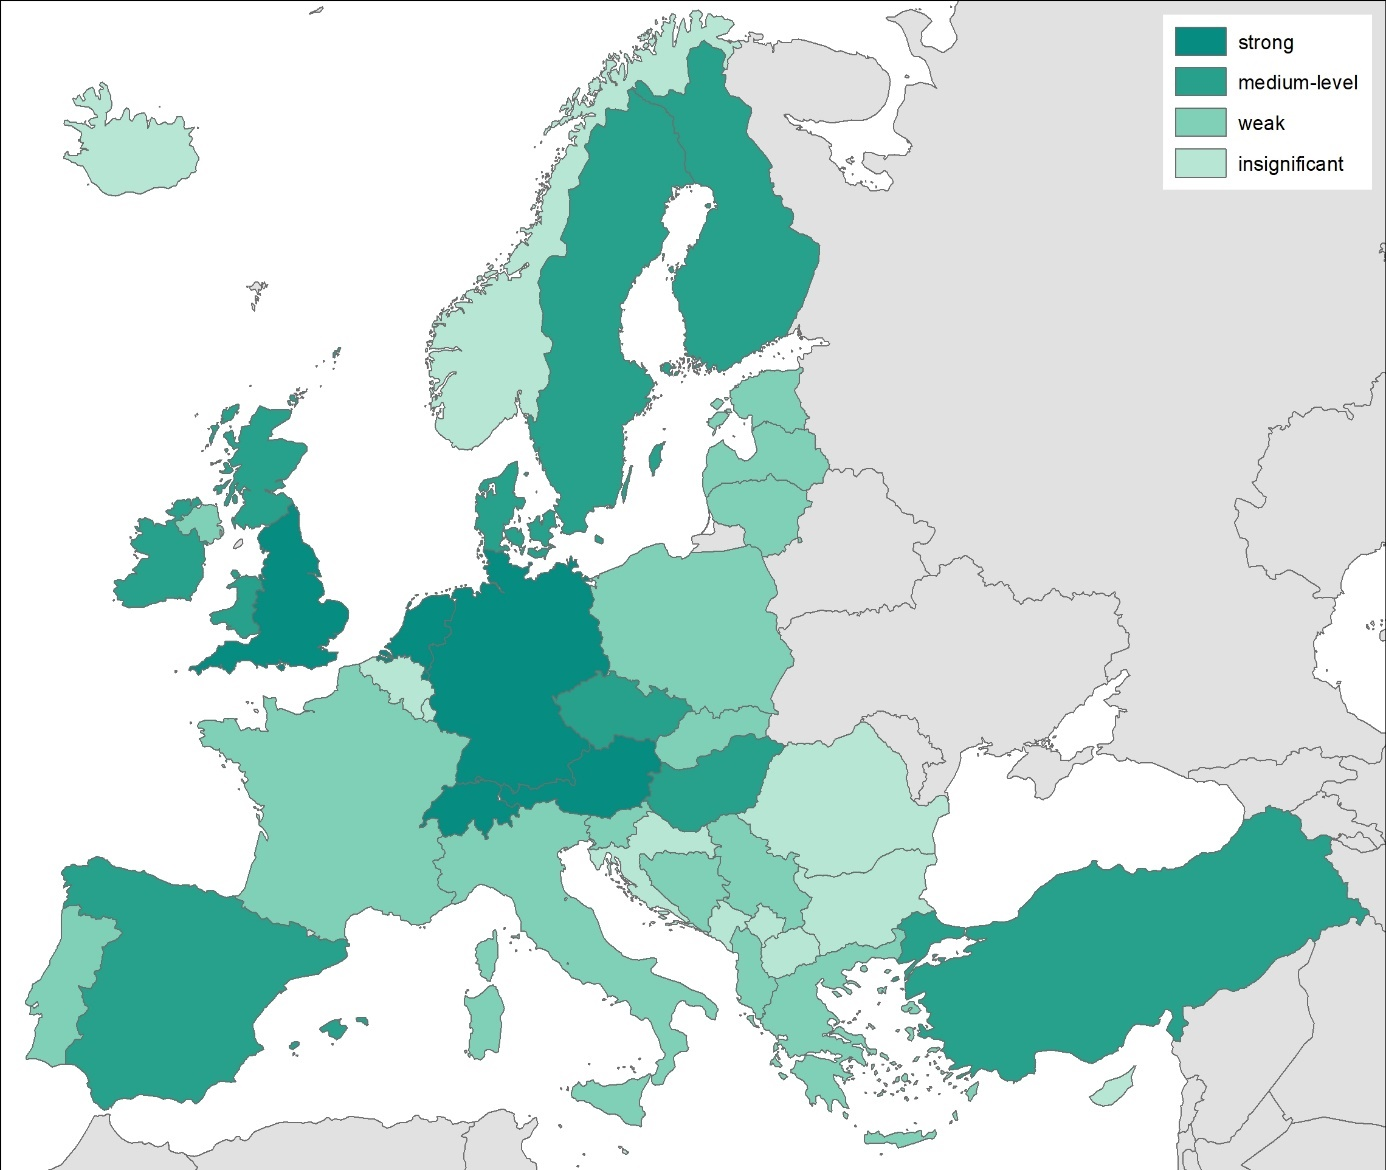 strong
medium-level
weak
insignificant